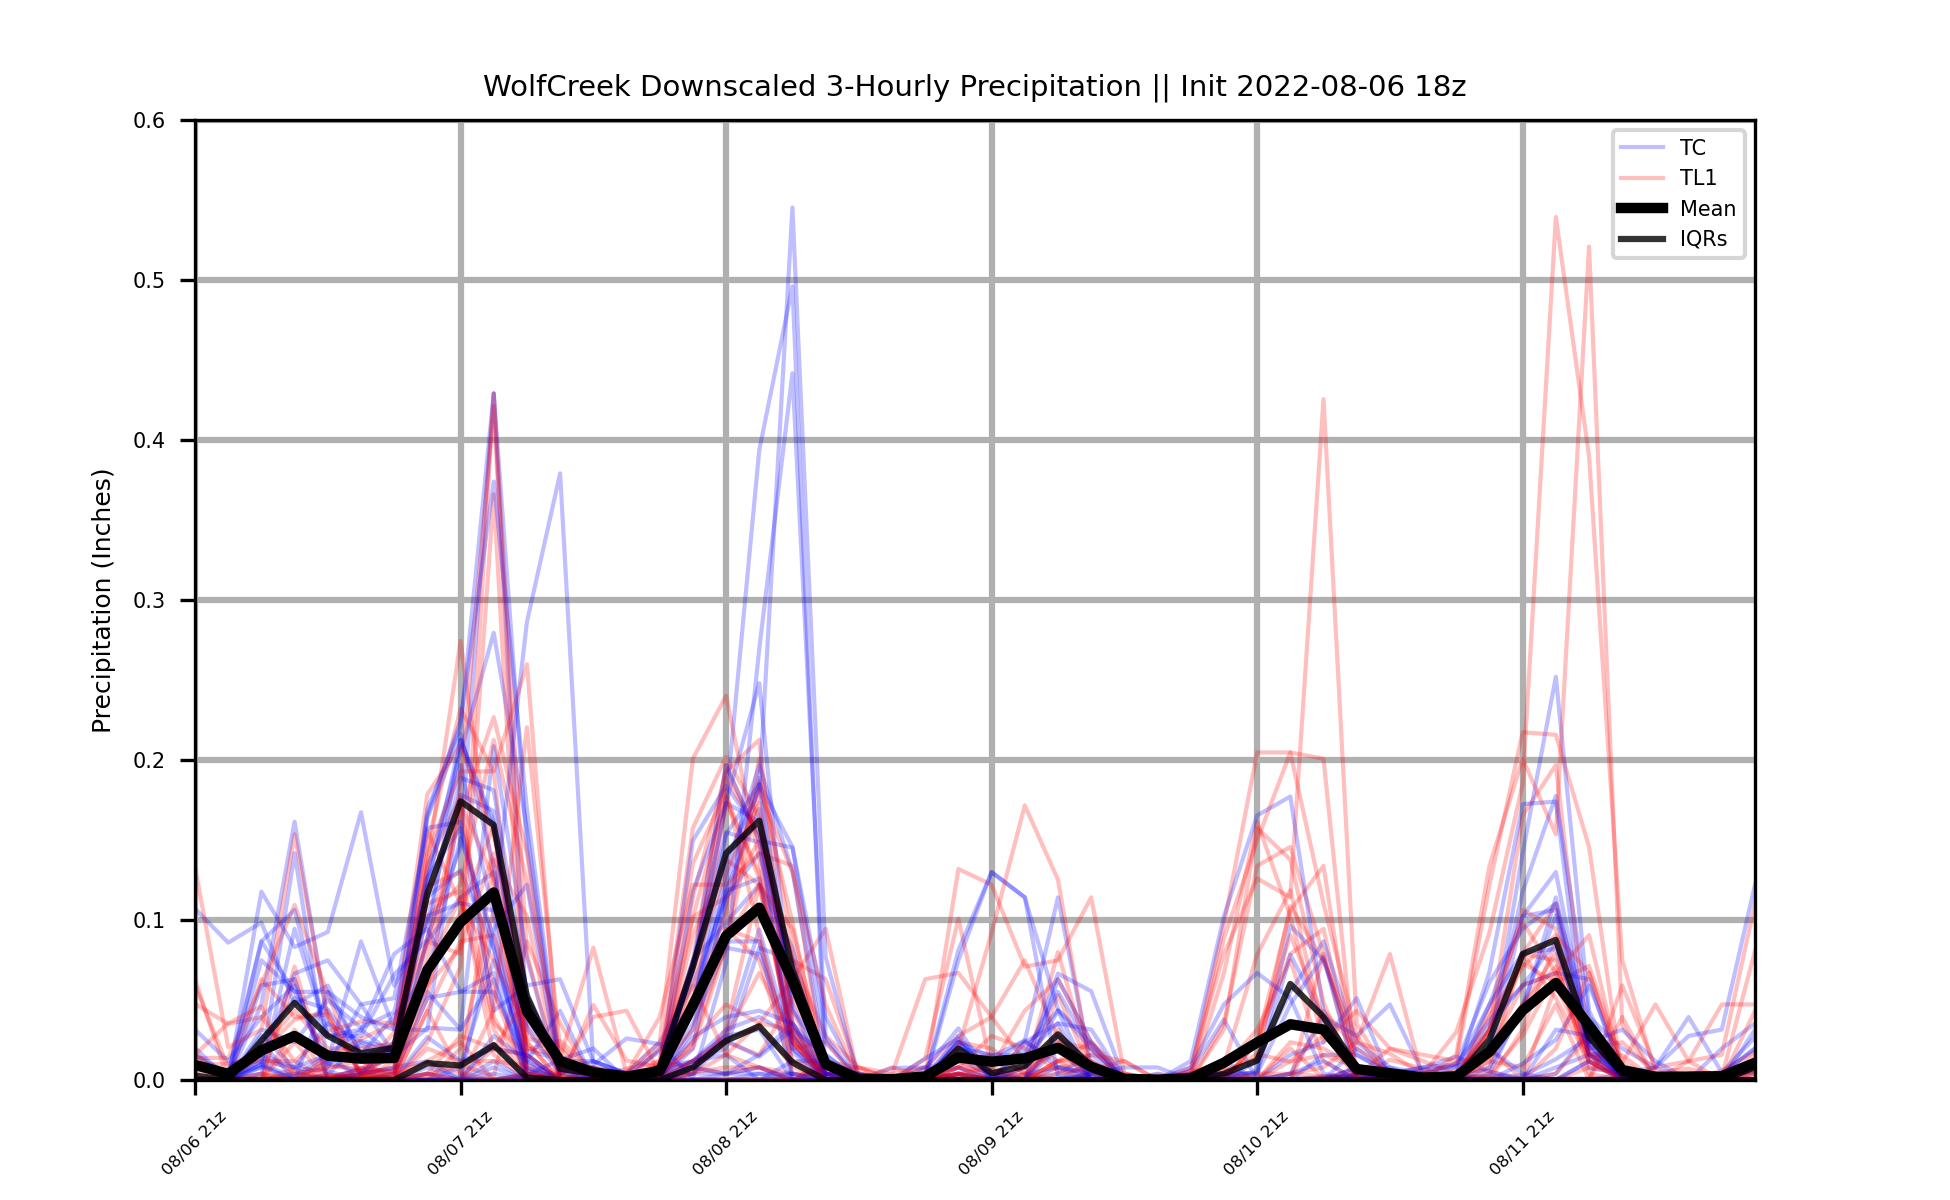 WolfCreek Downscaled 3-Hourly Precipitation || Init 2022-08-06 18z
0.6
0.5
0.4
0.3
0.2
0.1
0.0
Precipitation (Inches)
TC
TL1
Mean
IQRs
08/06 21z
08/07 21z
08/08 21z
08/09 21z
08/10 21z
08/11 21z